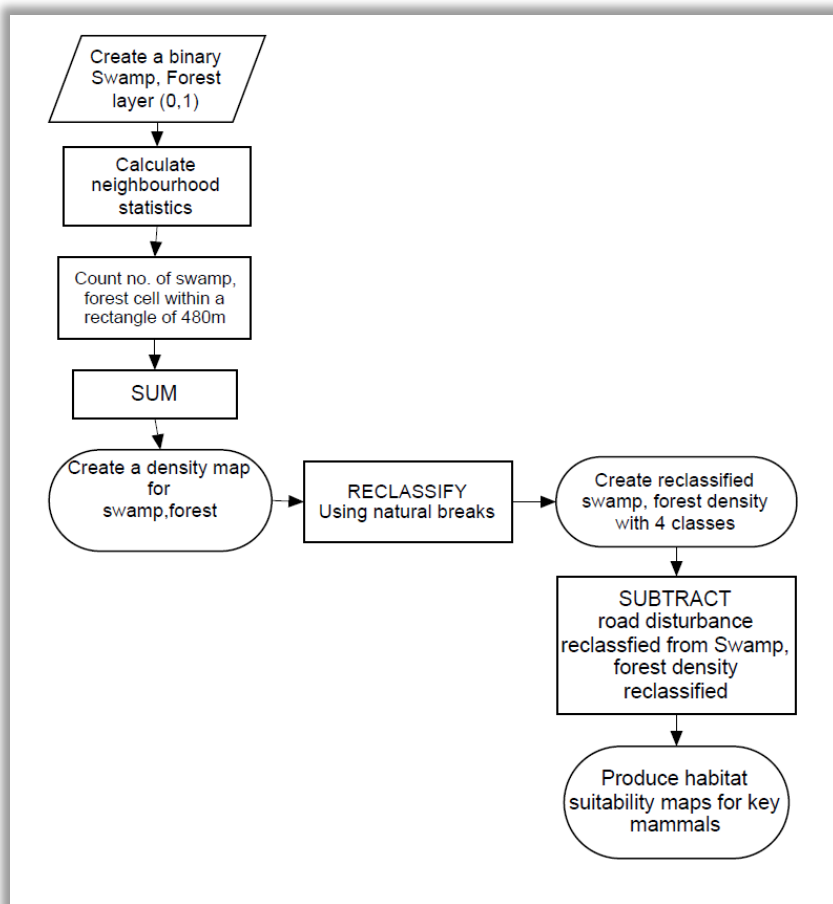 Create a binary
Swamp, Forest
layer (0,1)
Calculate
neighbourhood
statistics
Count no. of swamp,
forest cell within a
rectangle of 480m
SUM
Create a density map
for
swamp,forest
RECLASSIFY
Using natural breaks
Create reclassified
swamp, forest density
with 4 classes
SUBTRACT
road disturbance
reclassfied from Swamp,
forest density
reclassified
Produce habitat
suitability maps for key
mammals